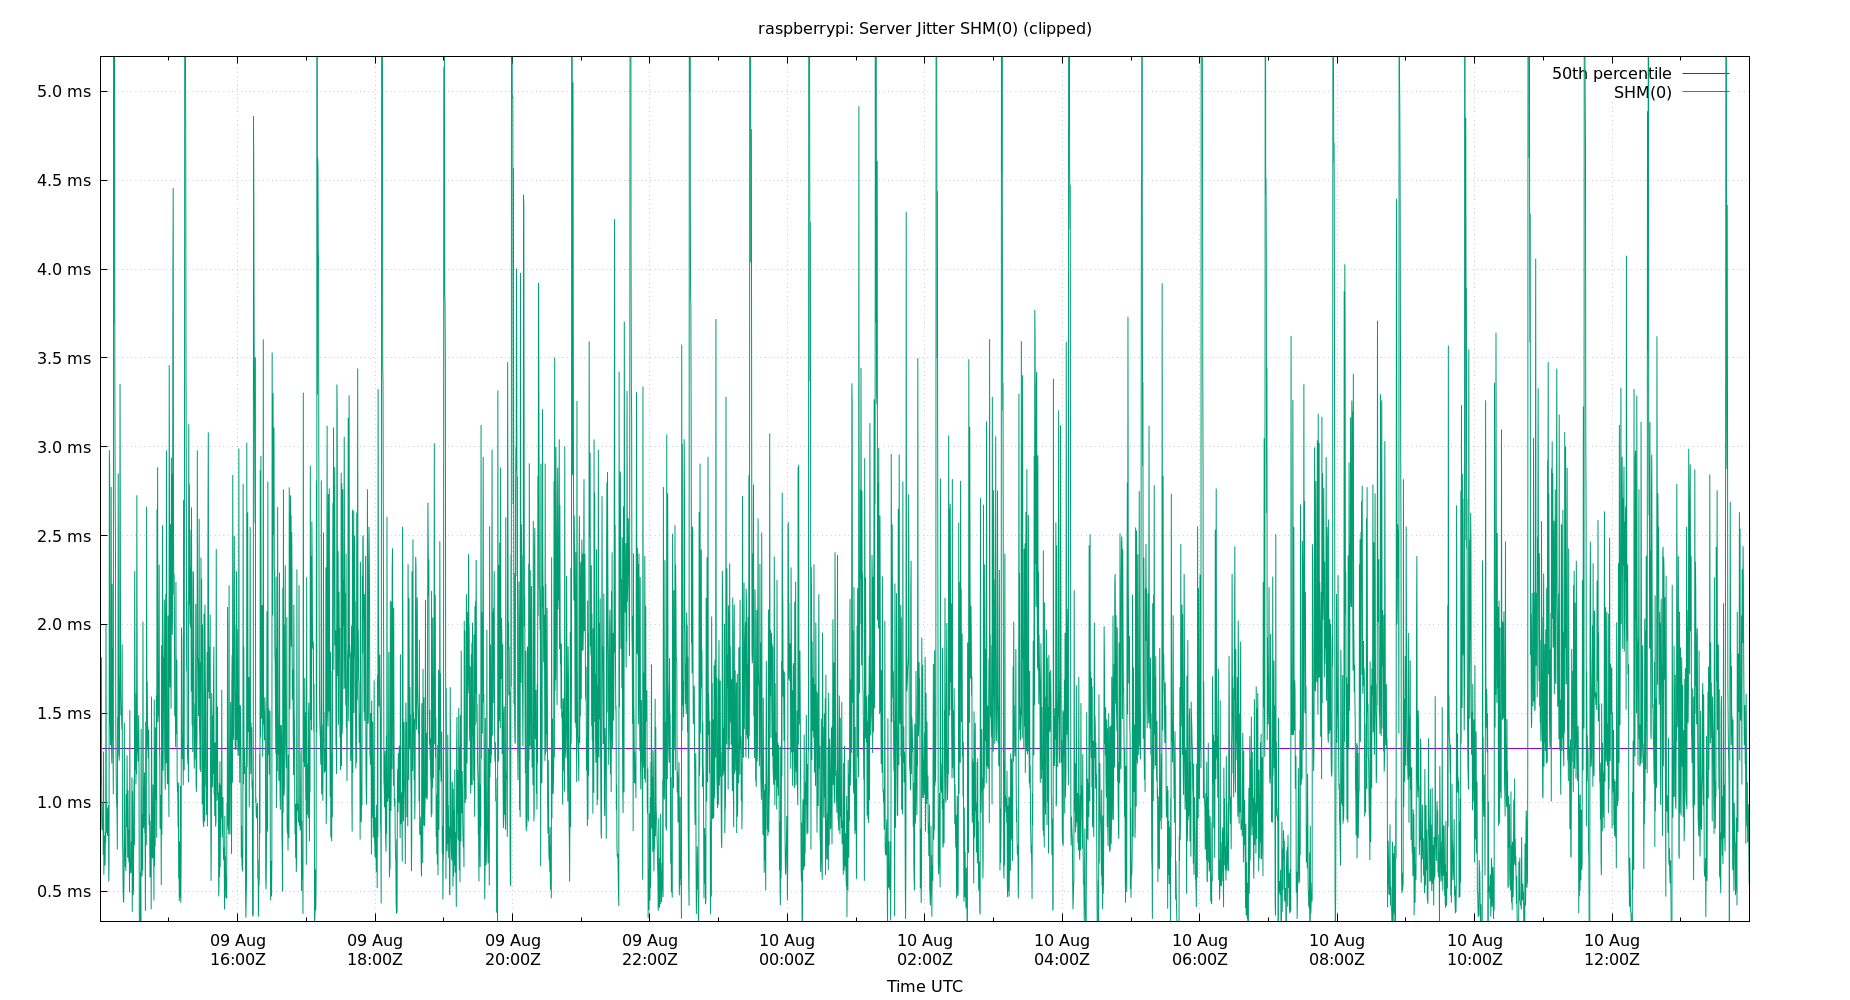 raspberrypi: Server Jitter SHM(0) (clipped)
50th percentile
SHM(0)
5.0 ms
4.5 ms
4.0 ms
3.5 ms
3.0 ms
2.5 ms
2.0 ms
1.5 ms
1.0 ms
0.5 ms
09 Aug 09 Aug 09 Aug 09 Aug 10 Aug 10 Aug 10 Aug 10 Aug 10 Aug 10 Aug 10 Aug
16:00Z 18:00Z 20:00Z 22:00Z 00:00Z 02:00Z 04:00Z 06:00Z 08:00Z 10:00Z 12:00Z
Time UTC